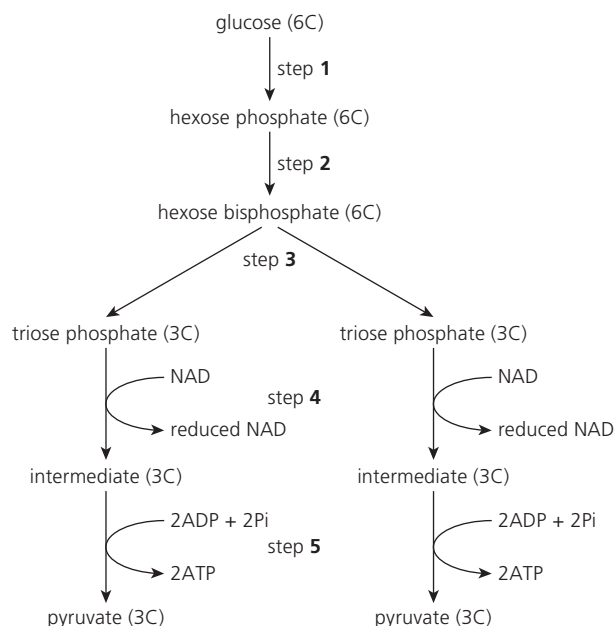 glucose (6C)
step 1
hexose phosphate (6C)
step 2
hexose bisphosphate (6C)
step 3
triose phosphate (3C) triose phosphate (3C)
NAD NAD
step 4
reduced NAD reduced NAD
intermediate (3C) intermediate (3C)
2ADP + 2Pi 2ADP + 2Pi
step 5
2ATP 2ATP
pyruvate (3C) pyruvate (3C)